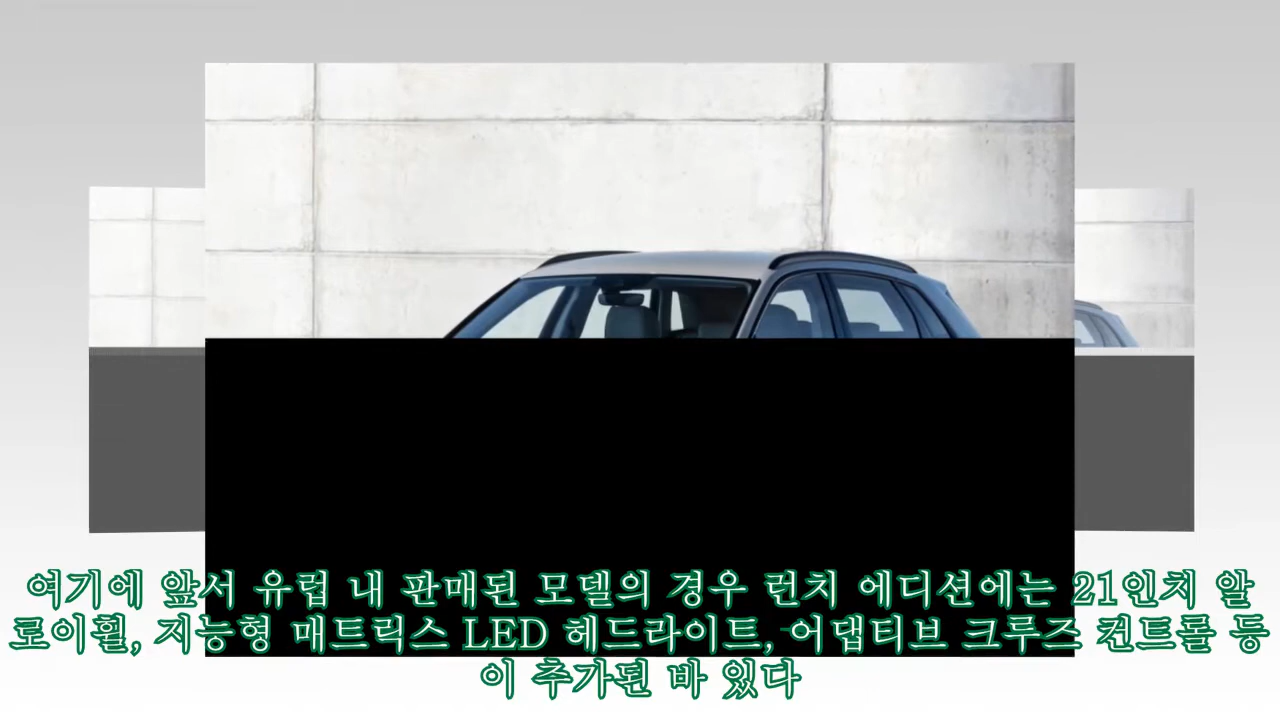 여기에 앞서 유럽 내 판매된 모델의 경우 런치 에디션에는 21인치 알
로이휠, 지능형 매트릭스 LED 헤드라이트, 어댑티브 크루즈 컨트롤 등
이 추가된 바 있다